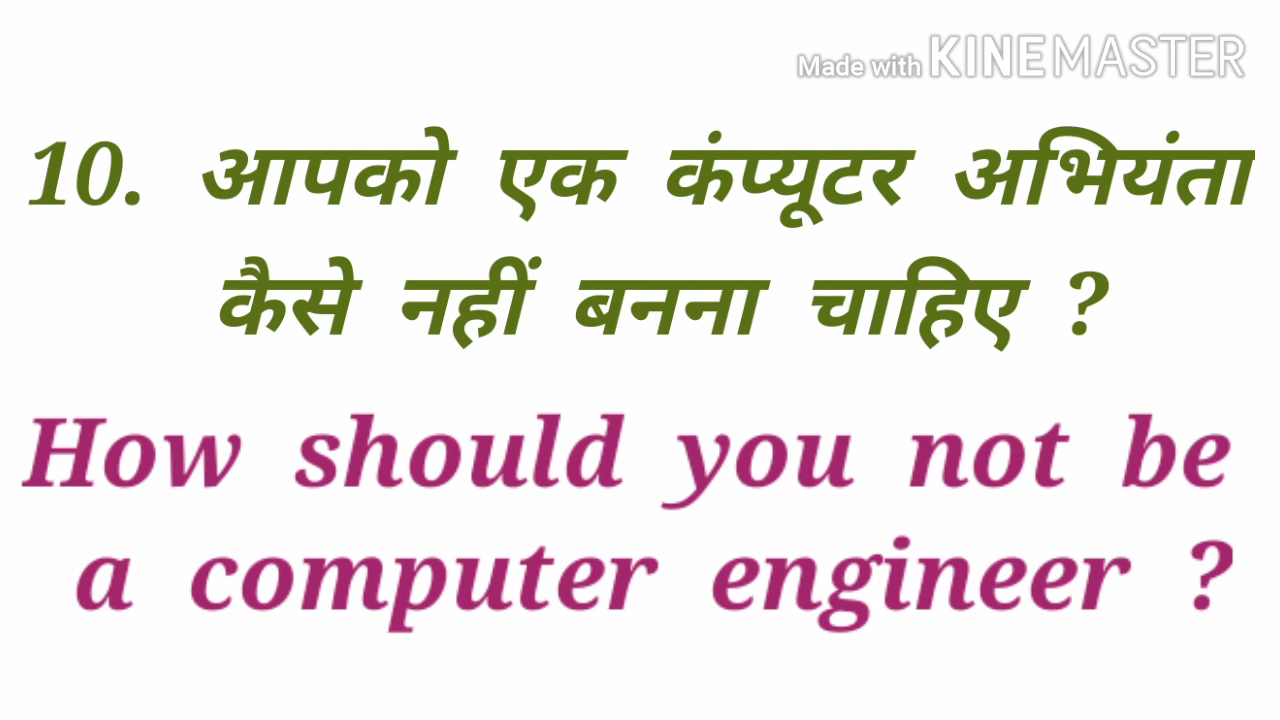 Made with KINEMASTER
10. आपको एक कंप्यूटर अभियंता
कैसे नहीं बनना चाहिए ?
How should you not be
a computer engineer ?